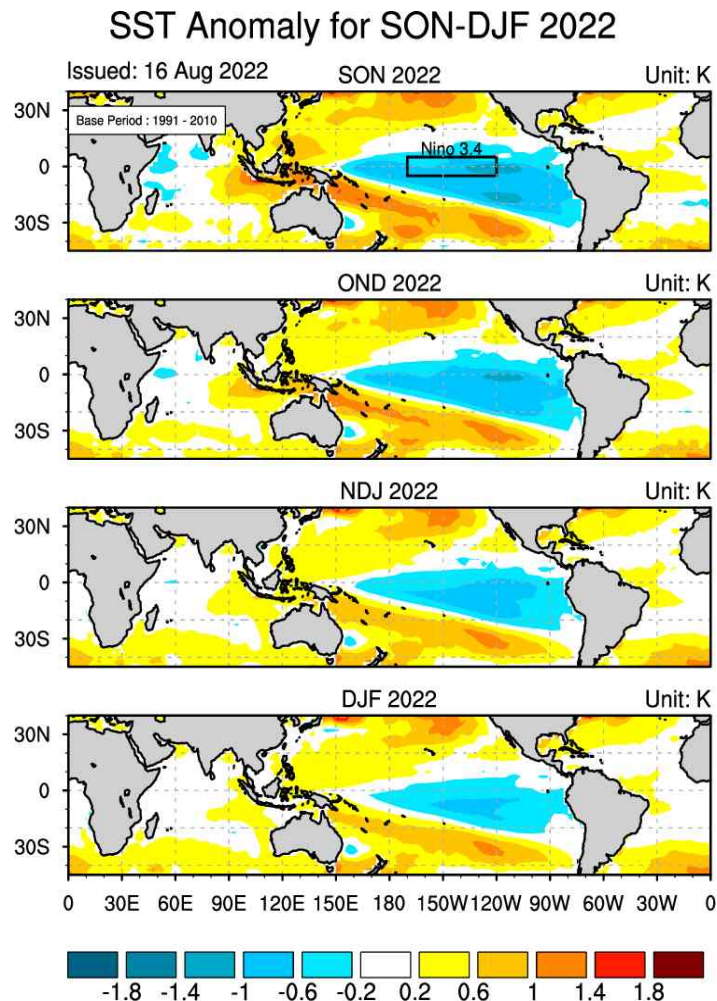 SST Anomaly for SON-DJF 2022
Issued: 16 Aug 2022 SON 2022 Unit: K
30N
Base Period : 1991 - 2010
Nino 3.4
0
30S
OND 2022 Unit: K
30N
0
30S
NDJ 2022 Unit: K
30N
0
30S
DJF 2022 Unit: K
30N
0
30S
0 30E 60E 90E 120E 150E 180 150W 120W 90W 60W 30W 0
-1.8 -1.4 -1 -0.6 -0.2 0.2 0.6 1 1.4 1.8